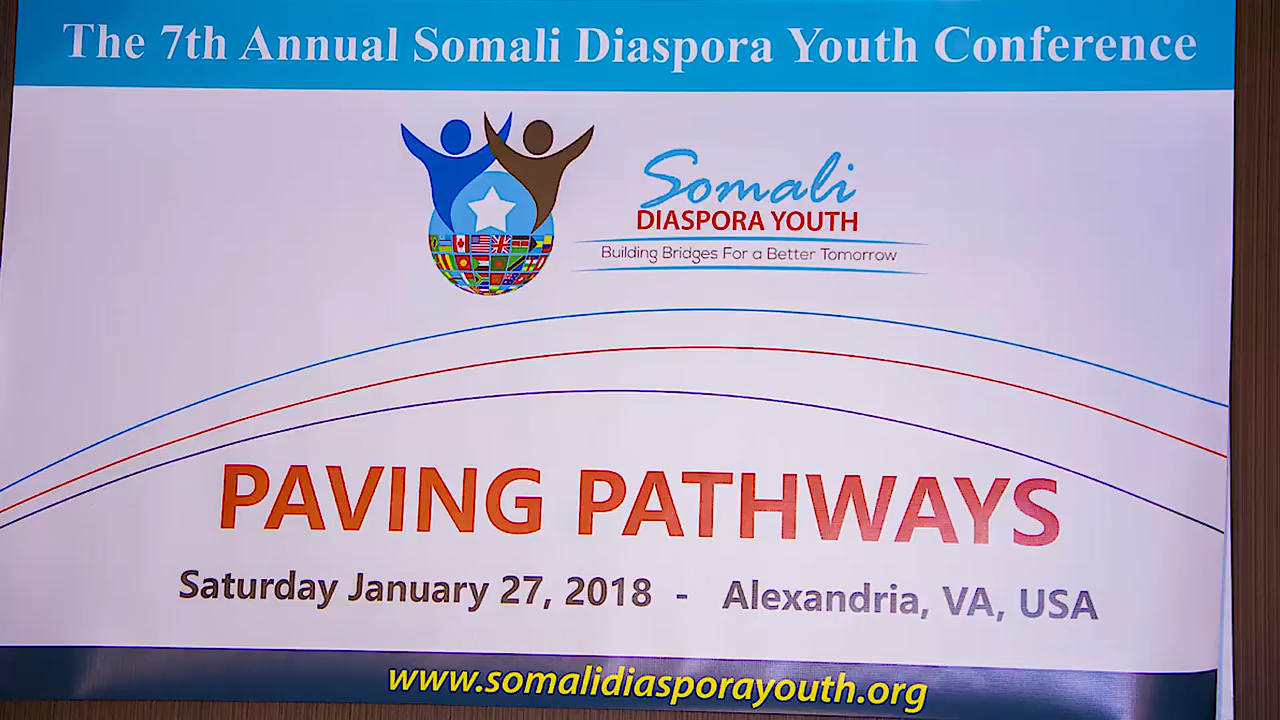 The 7th Annual Somali Diaspora Youth Conference
Somali
DIASPORA YOUTH
Building Bridges For a Better Tomorrow
PAVING PATHWAYS
Saturday January 27, 2018 - Alexandria, VA, USA
www.somalidiasporayouth.org